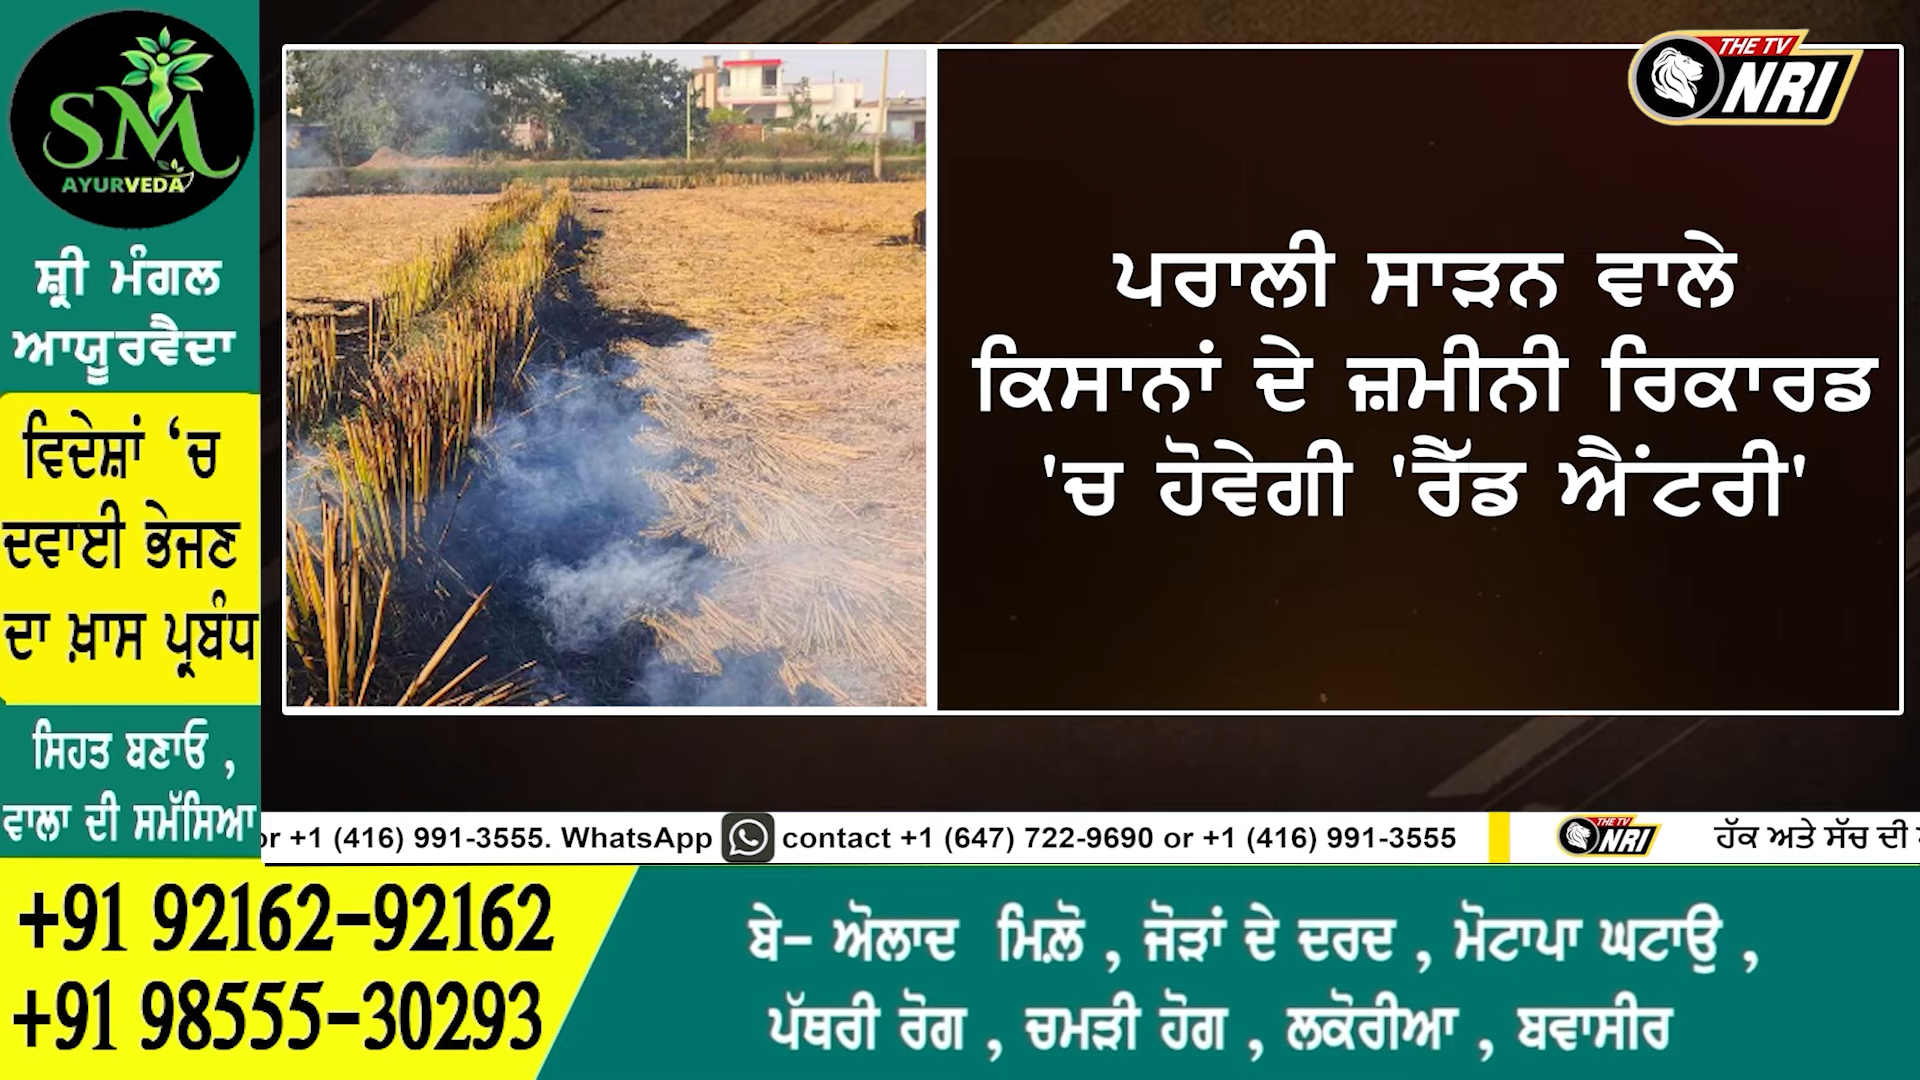 SM
AYURVEDA
ਸ਼੍ਰੀ ਮੰਗਲ
ਆਯੂਰਵੈਦਾ
ਵਿਦੇਸ਼ਾਂ ‘ਚ
ਦਵਾਈ ਭੇਜਣ
ਦਾ ਖ਼ਾਸ ਪ੍ਰਬੰਧ
ਸਿਹਤ ਬਣਾਓ ,
ਵਾਲਾ ਦੀ ਸਮੱਸਿਆ
THE TV
NRI
ਪਰਾਲੀ ਸਾੜਨ ਵਾਲੇ
ਕਿਸਾਨਾਂ ਦੇ ਜ਼ਮੀਨੀ ਰਿਕਾਰਡ
'ਚ ਹੋਵੇਗੀ 'ਰੈੱਡ ਐਂਟਰੀ'
or +1 (416) 991-3555. WhatsApp contact +1 (647) 722-9690 or +1 (416) 991-3555 THE TV NRI ਹੱਕ ਅਤੇ ਸੱਚ ਦੀ
+91 92162-92162
+91 98555-30293
ਬੇ- ਔਲਾਦ ਮਿਲ਼ੋ , ਜੋੜਾਂ ਦੇ ਦਰਦ , ਮੋਟਾਪਾ ਘਟਾਉ ,
ਪੱਥਰੀ ਰੋਗ , ਚਮੜੀ ਹੋਗ , ਲਕੋਰੀਆ , ਬਵਾਸੀਰ